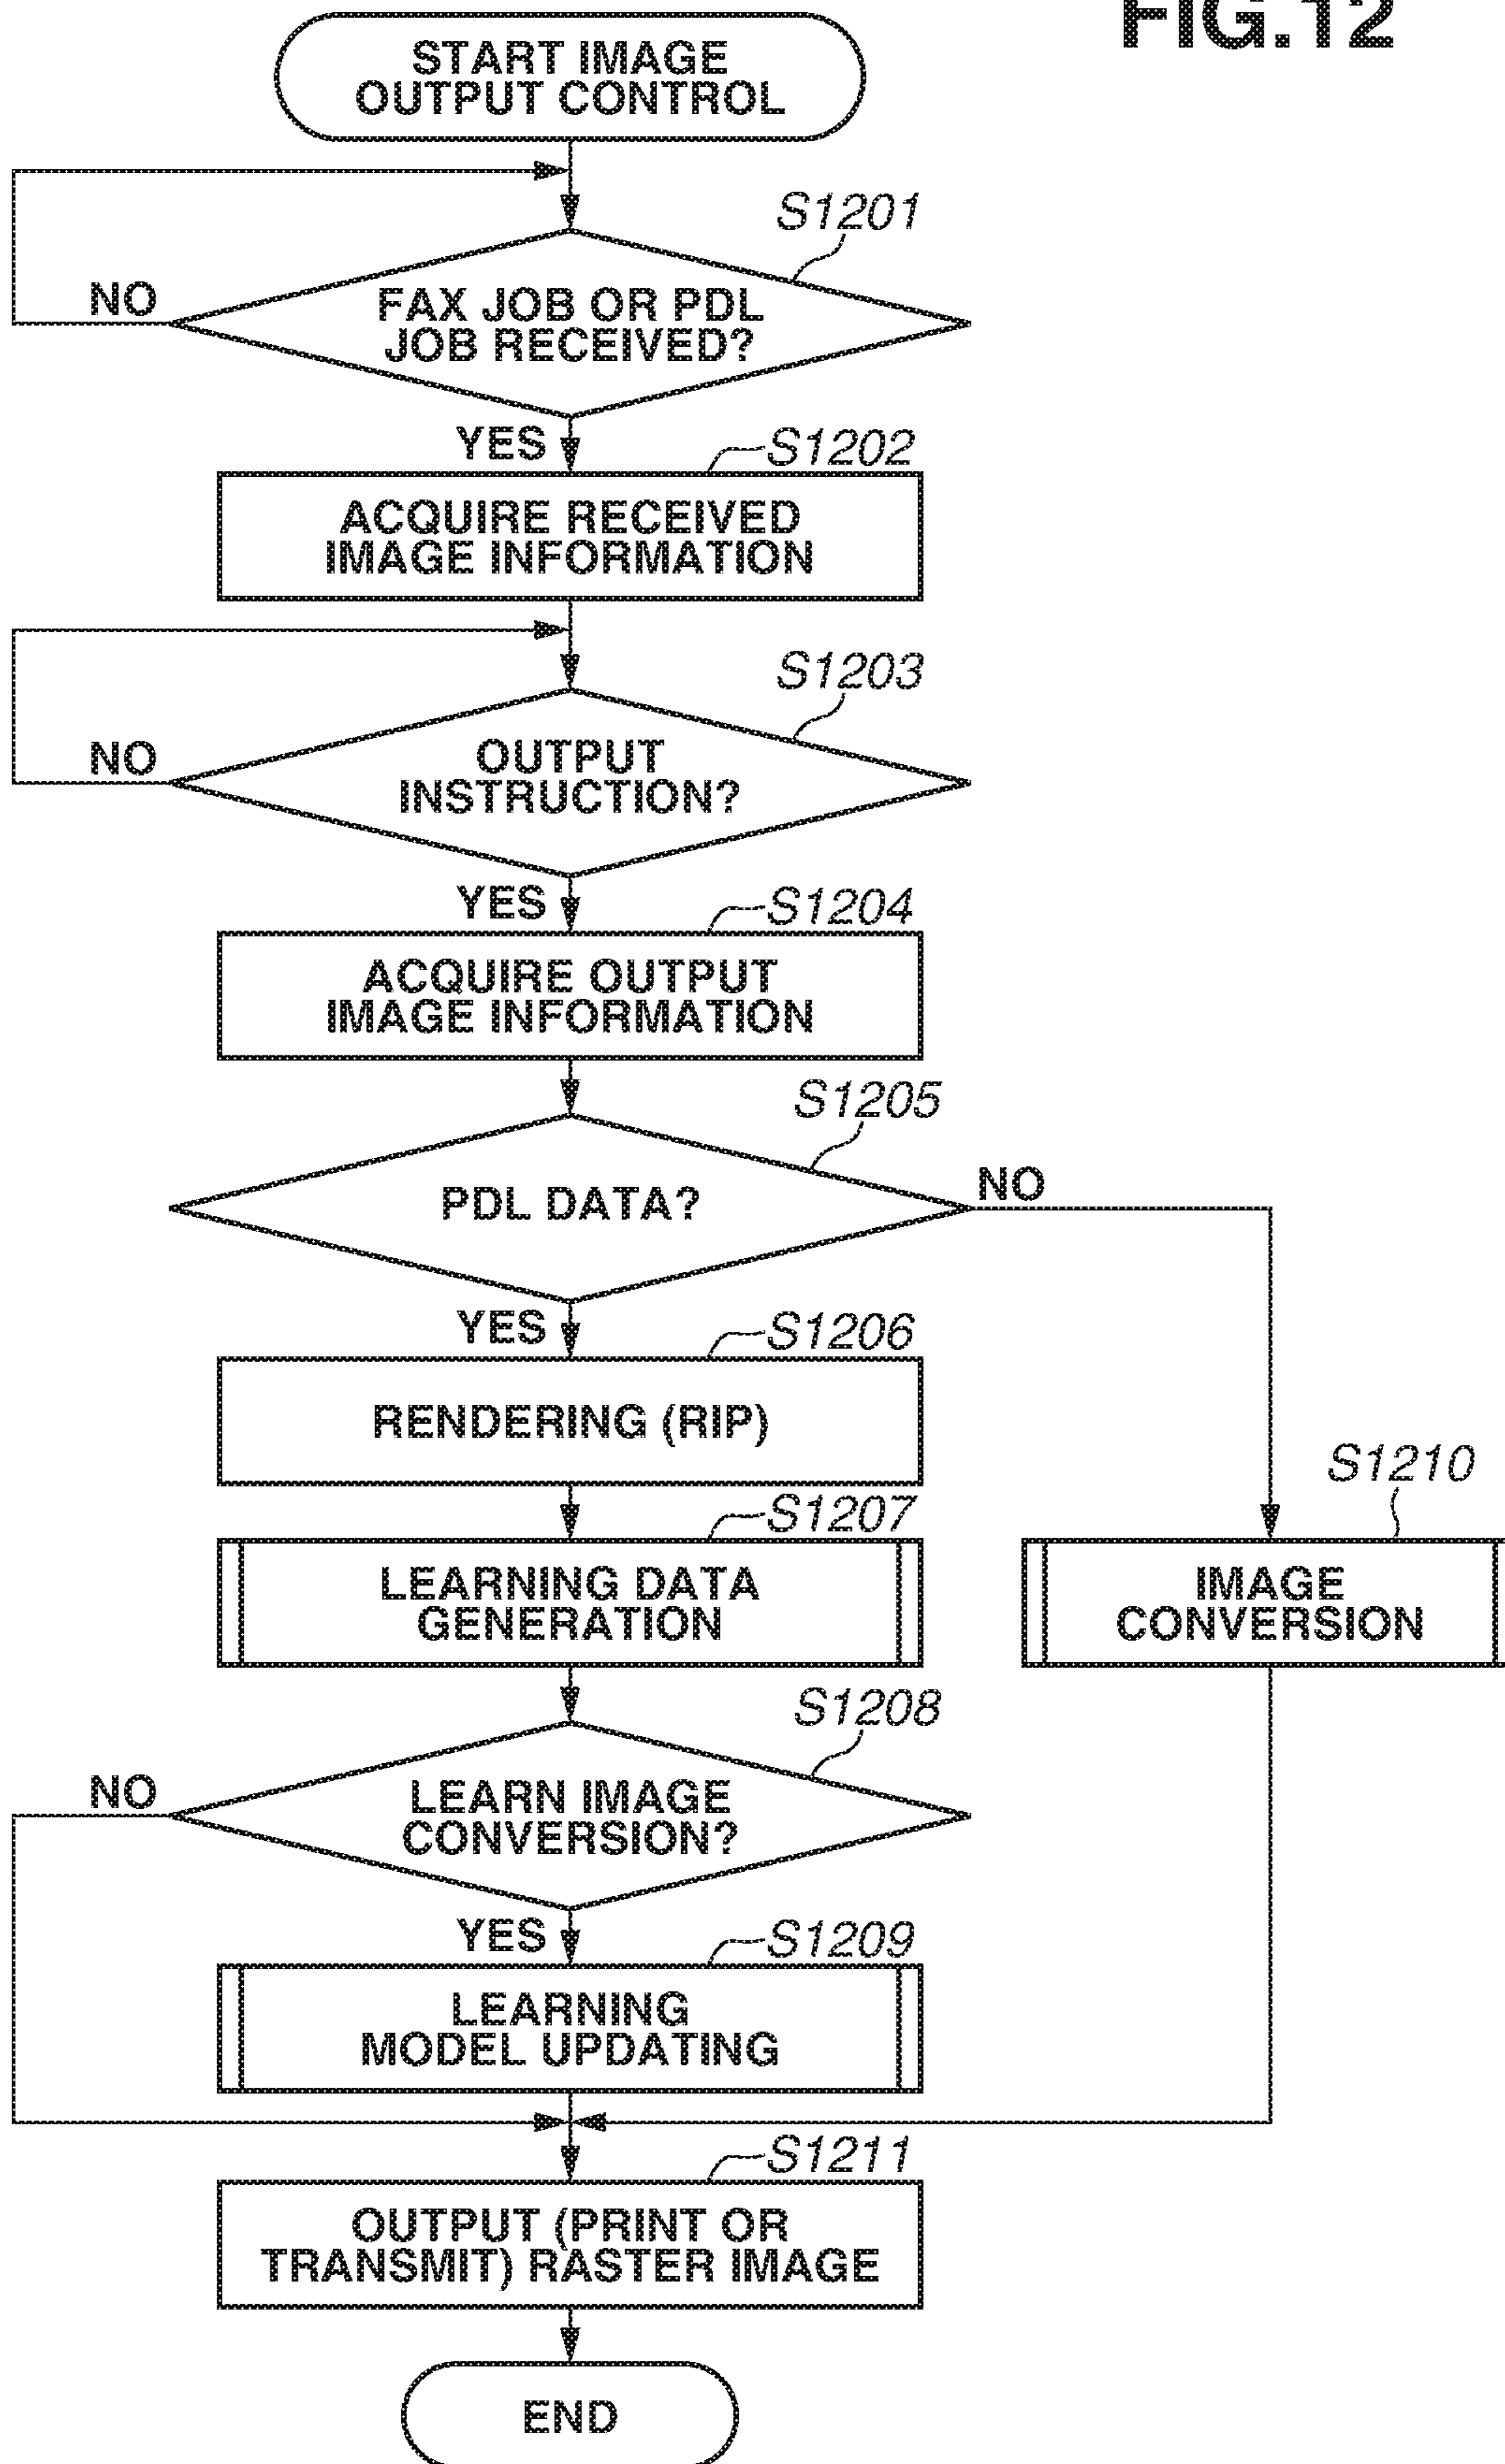 FIG.12
START IMAGE
OUTPUT CONTROL
S1201
NO
FAX JOB OR PDL
JOB RECEIVED?
YES
S1202
ACQUIRE RECEIVED
IMAGE INFORMATION
S1203
NO
OUTPUT
INSTRUCTION?
YES
S1204
ACQUIRE OUTPUT
IMAGE INFORMATION
S1205
PDL DATA?
NO
YES
S1206
RENDERING (RIP)
S1210
S1207
LEARNING DATA
GENERATION
IMAGE
CONVERSION
S1208
NO
LEARN IMAGE
CONVERSION?
YES
S1209
LEARNING
MODEL UPDATING
S1211
OUTPUT (PRINT OR
TRANSMIT) RASTER IMAGE
END